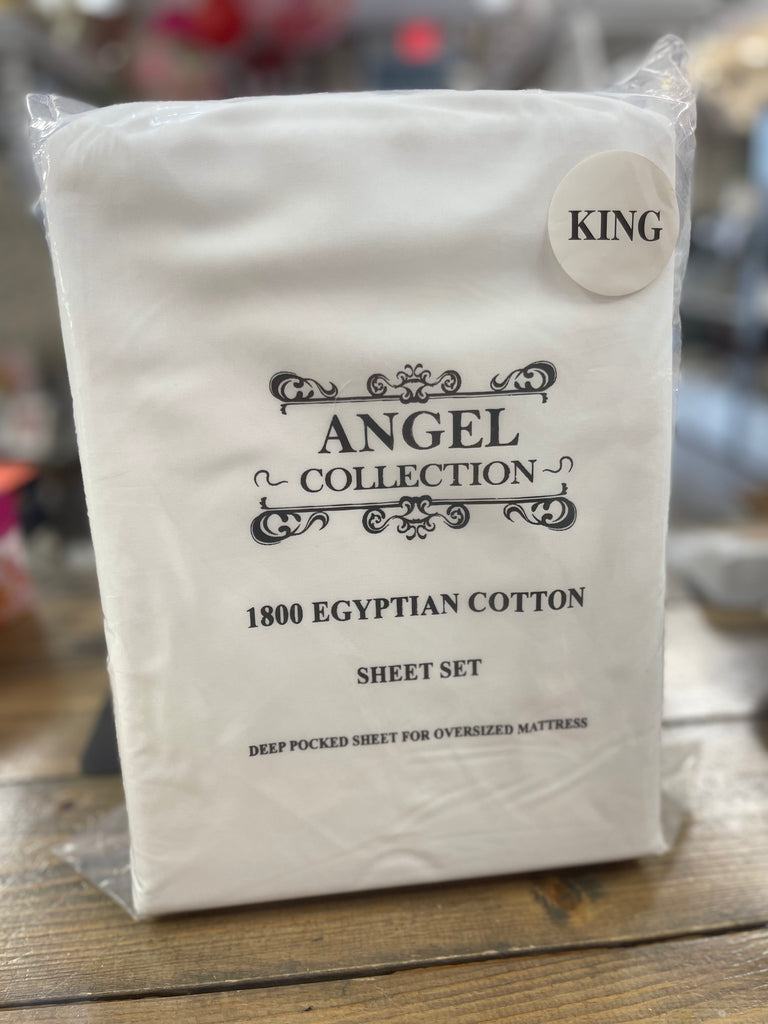 KING
ANGEL
COLLECTION
1800 EGYPTIAN COTTON
SHEET SET
DEEP POCKED SHEET FOR OVERSIZED MATTRESS